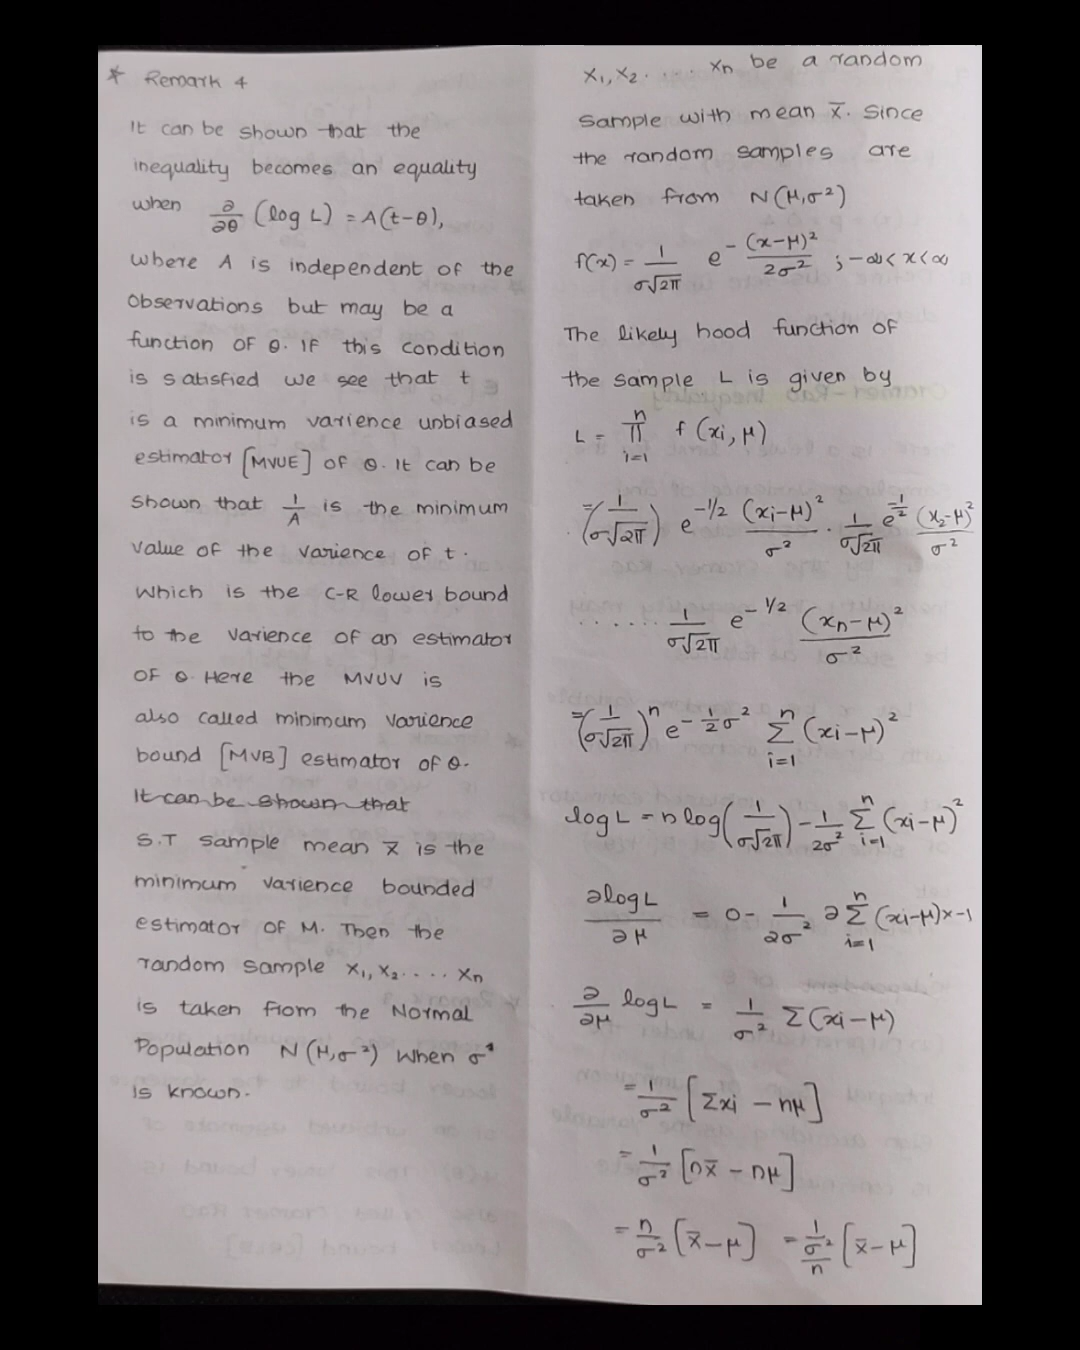 * Remark 4
It can be shown that the
inequality becomes an equality
when ∂/∂θ (log L) = A(t-θ),
where A is independent of the
observations but may be a
function of θ. If this condition
is satisfied we see that t
is a minimum varience unbiased
estimator [MVUE] of θ. It can be
shown that 1/A is the minimum
value of the varience of t.
which is the C-R lower bound
to the varience of an estimator
of θ. Here the MVUV is
also called minimum varience
bound [MVB] estimator of θ.
It can be shown that
S.T sample mean x̄ is the
minimum varience bounded
estimator of M. Then the
random sample x₁, x₂. . . . xn
is taken from the Normal
Population N(μ,σ²) when σ²
is known.
x₁, x₂. . . . . xn be a random
sample with mean x̄. since
the random samples are
taken from N(μ,σ²)
f(x) = 1/σ√2π e^- (x-μ)²/2σ² ; -∞< x <∞
The likely hood function of
the sample L is given by
L = n π i=1 f (xi, μ)
=(1/σ√2π) e^-1/2 (xi-μ)²/σ² . 1/σ√2π e^1/2 (x₂-μ)²/σ²
. . . . . . . 1/σ√2π e^-1/2 (xn-μ)²/σ²
=(1/σ√2π)^n e^-1/2σ² n Σ i=1 (xi-μ)²
log L = n log(1/σ√2π) - 1/2σ² n Σ i=1 (xi-μ)²
∂logL/∂μ = 0- 1/2σ² 2 n Σ i=1 (xi-μ)x-1
∂/∂μ logL = 1/σ² Σ(xi-μ)
= 1/σ² [Σxi - nμ]
= 1/σ² [nx̄ - nμ]
= n/σ² [x̄-μ] = 1/σ²/n [x̄-μ]